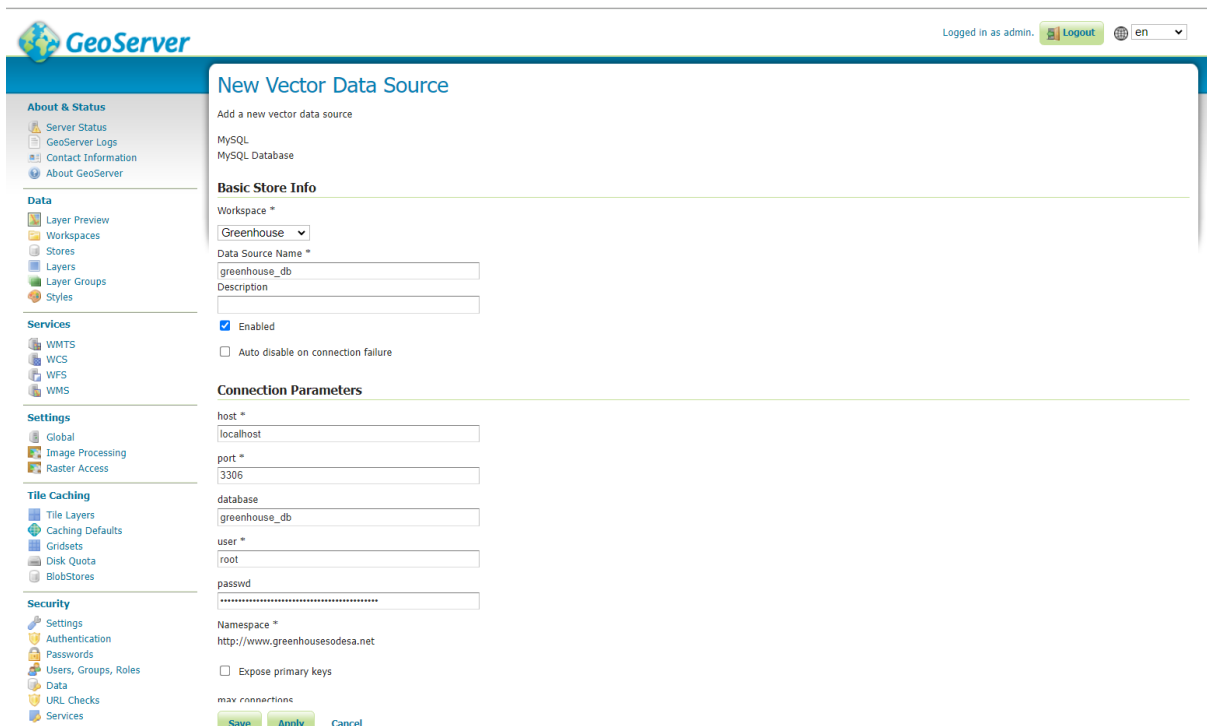 GeoServer
Logged in as admin.
Logout
en
About & Status
Server Status
GeoServer Logs
Contact Information
About GeoServer
Data
Layer Preview
Workspaces
Stores
Layers
Layer Groups
Styles
Services
WMTS
WCS
WFS
WMS
Settings
Global
Image Processing
Raster Access
Tile Caching
Tile Layers
Caching Defaults
Gridsets
Disk Quota
BlobStores
Security
Settings
Authentication
Passwords
Users, Groups, Roles
Data
URL Checks
Services
New Vector Data Source
Add a new vector data source
MySQL
MySQL Database
Basic Store Info
Workspace *
Greenhouse
Data Source Name *
greenhouse_db
Description
Enabled
Auto disable on connection failure
Connection Parameters
host *
localhost
port *
3306
database
greenhouse_db
user *
root
passwd
Namespace *
http://www.greenhousesodesa.net
Expose primary keys
max connections
Save
Apply
Cancel